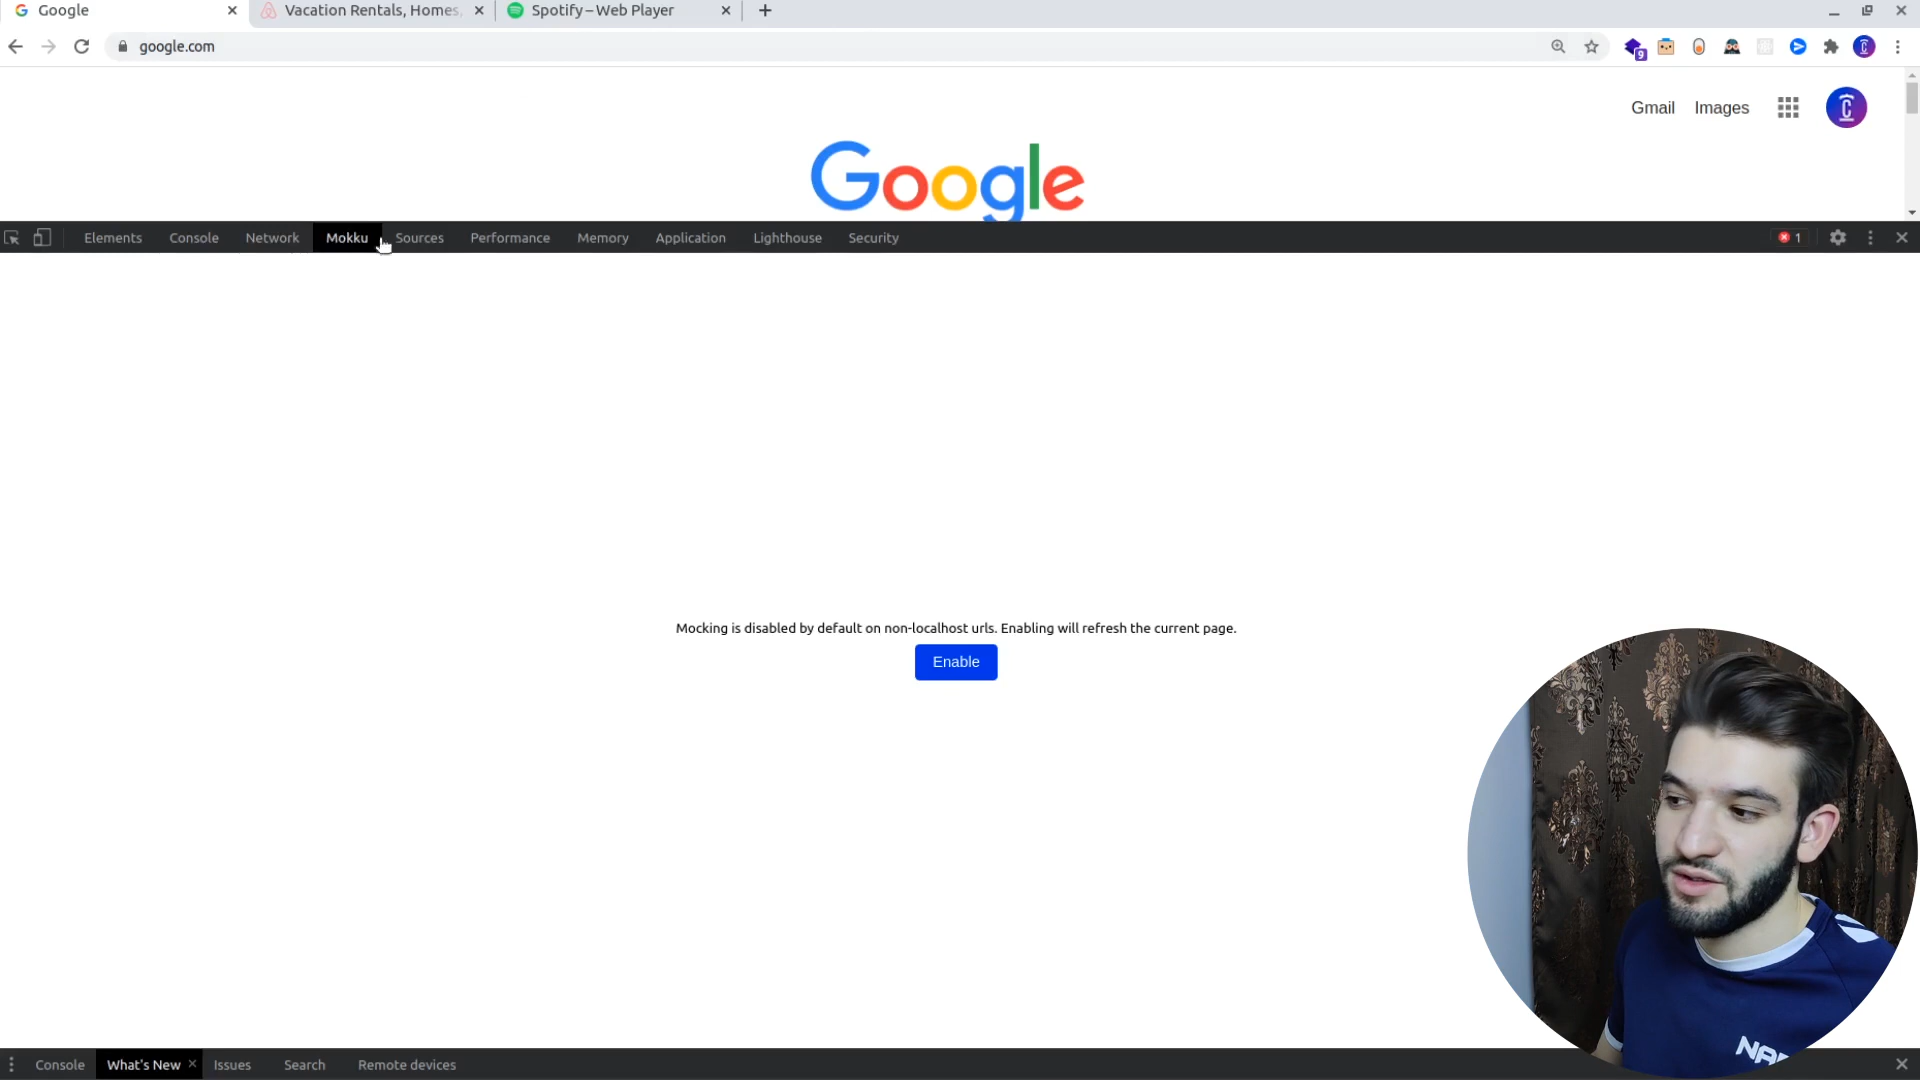 Google
Vacation Rentals, Homes,
Spotify – Web Player
google.com
9
Gmail
Images
Google
Elements
Console
Network
Mokku
Sources
Performance
Memory
Application
Lighthouse
Security
1
Mocking is disabled by default on non-localhost urls. Enabling will refresh the current page.
Enable
Console
What's New
Issues
Search
Remote devices